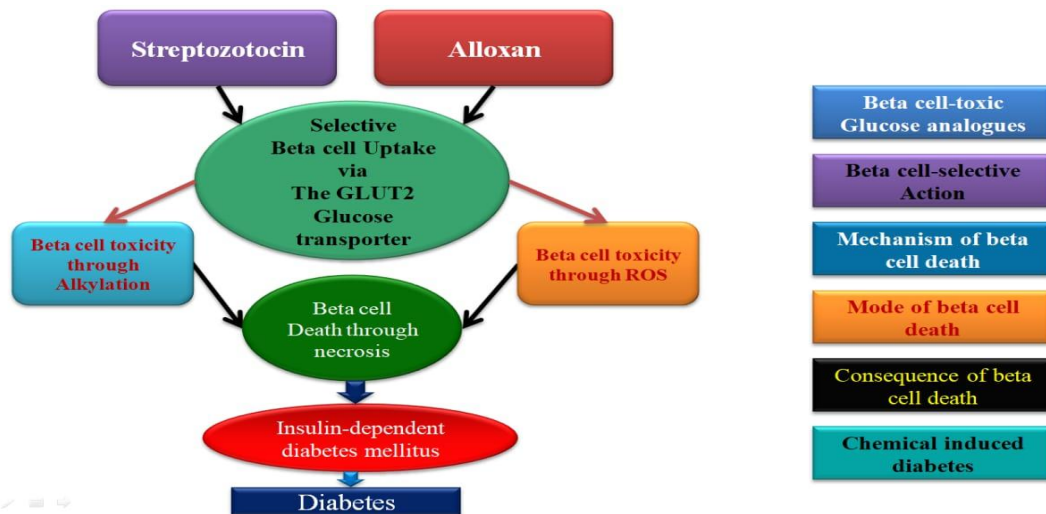 Streptozotocin
Alloxan
Selective
Beta cell Uptake
via
The GLUT2
Glucose
transporter
Beta cell toxicity
through
Alkylation
Beta cell toxicity
through ROS
Beta cell
Death through
necrosis
Insulin-dependent
diabetes mellitus
Diabetes
Beta cell-toxic
Glucose analogues
Beta cell-selective
Action
Mechanism of beta
cell death
Mode of beta cell
death
Consequence of beta
cell death
Chemical induced
diabetes